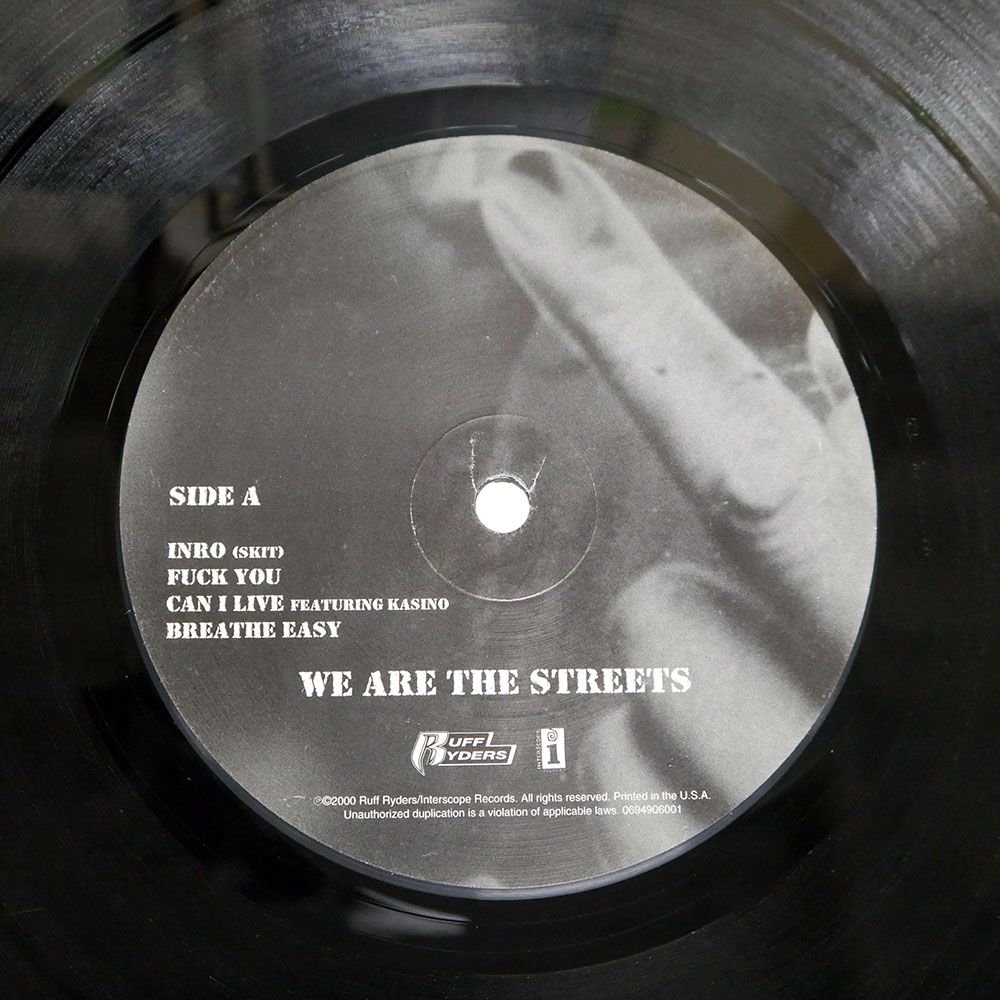 SIDE A
INRO (SKIT)
FUCK YOU
CAN I LIVE FEATURING KASINO
BREATHE EASY
WE ARE THE STREETS
RUFF RYDERS
INTERSCOPE i
℗©2000 Ruff Ryders/Interscope Records. All rights reserved. Printed in the U.S.A.
Unauthorized duplication is a violation of applicable laws. 0694906001